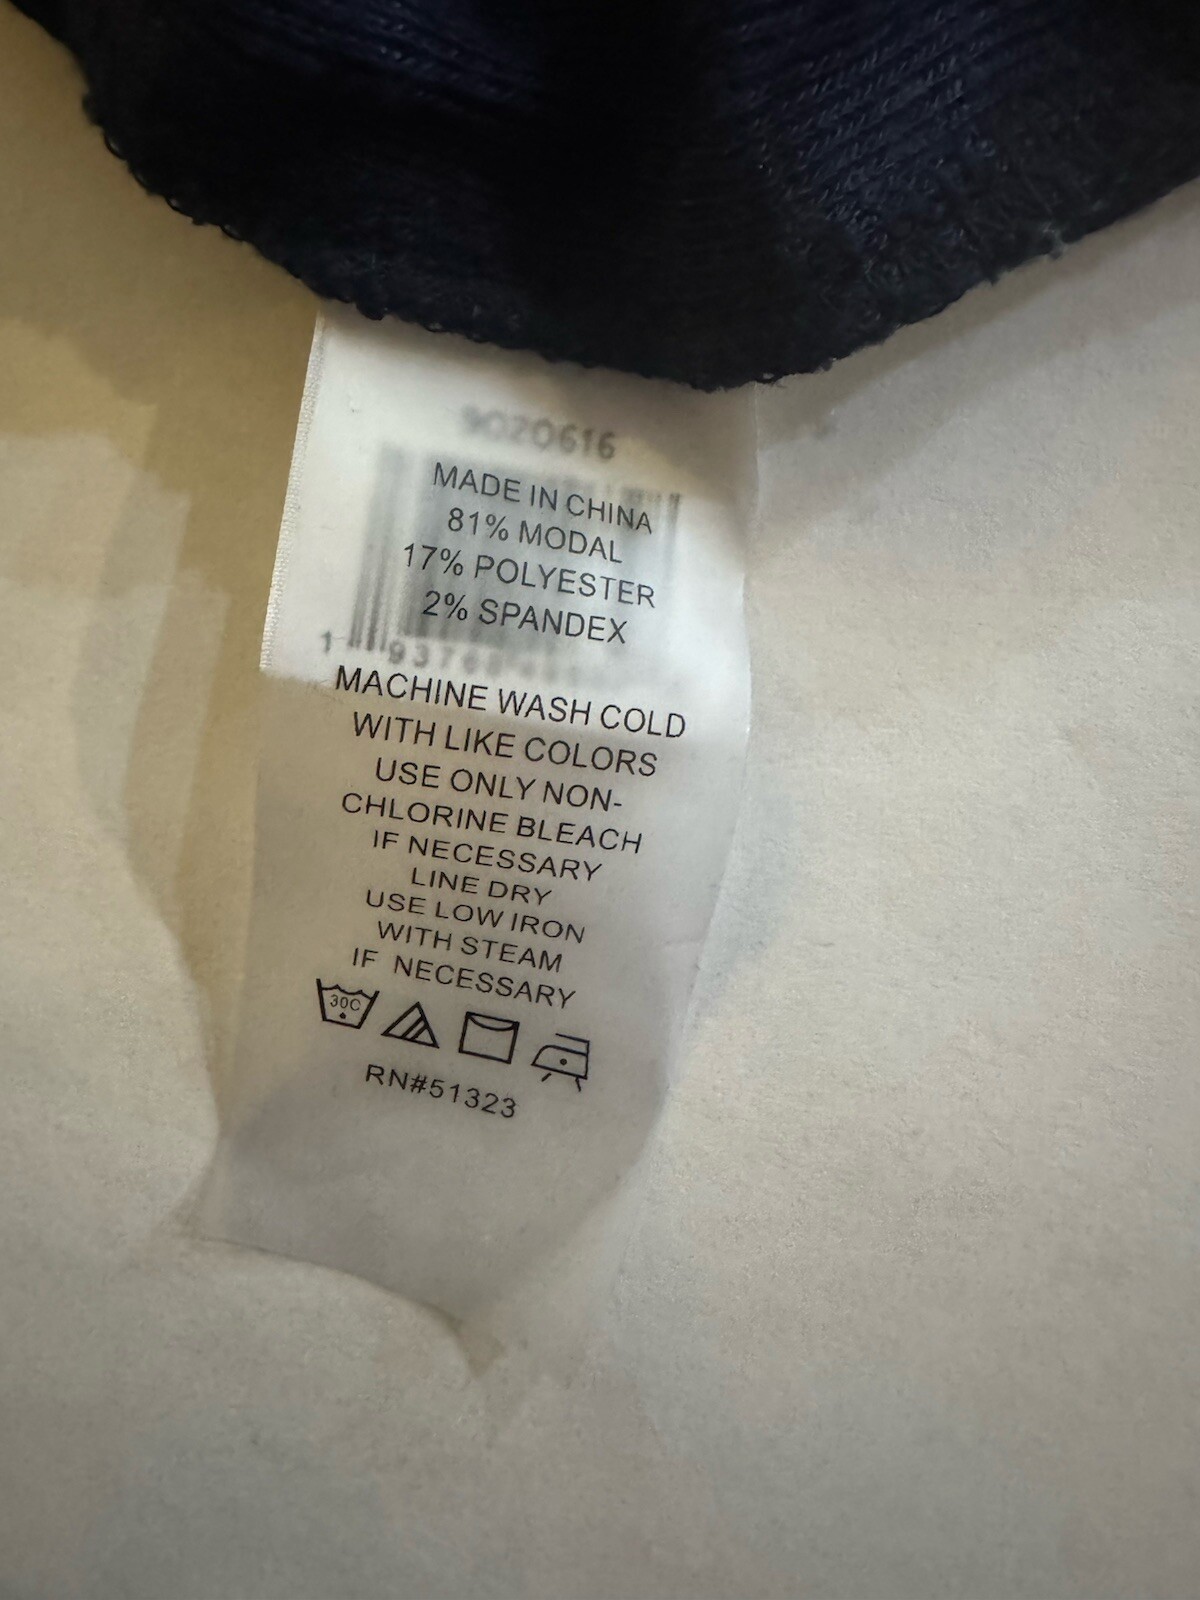 9020616
MADE IN CHINA
81% MODAL
17% POLYESTER
2% SPANDEX
MACHINE WASH COLD
WITH LIKE COLORS
USE ONLY NON-
CHLORINE BLEACH
IF NECESSARY
LINE DRY
USE LOW IRON
WITH STEAM
IF NECESSARY
30C
RN#51323